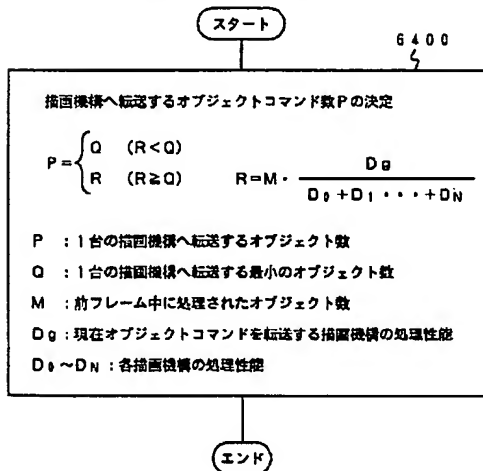 スタート
6400
描画機構へ転送するオブジェクトコマンド数Pの決定
P= { Q (R<Q)
R (R≧Q)
R=M・ Dg / D0+D1・・・+DN
P :1台の描画機構へ転送するオブジェクト数
Q :1台の描画機構へ転送する最小のオブジェクト数
M :前フレーム中に処理されたオブジェクト数
Dg:現在オブジェクトコマンドを転送する描画機構の処理性能
D0~DN:各描画機構の処理性能
エンド